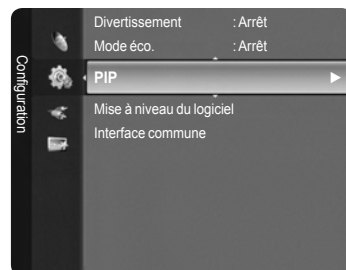 Configuration
Divertissement : Arrêt
Mode éco. : Arrêt
PIP
Mise à niveau du logiciel
Interface commune